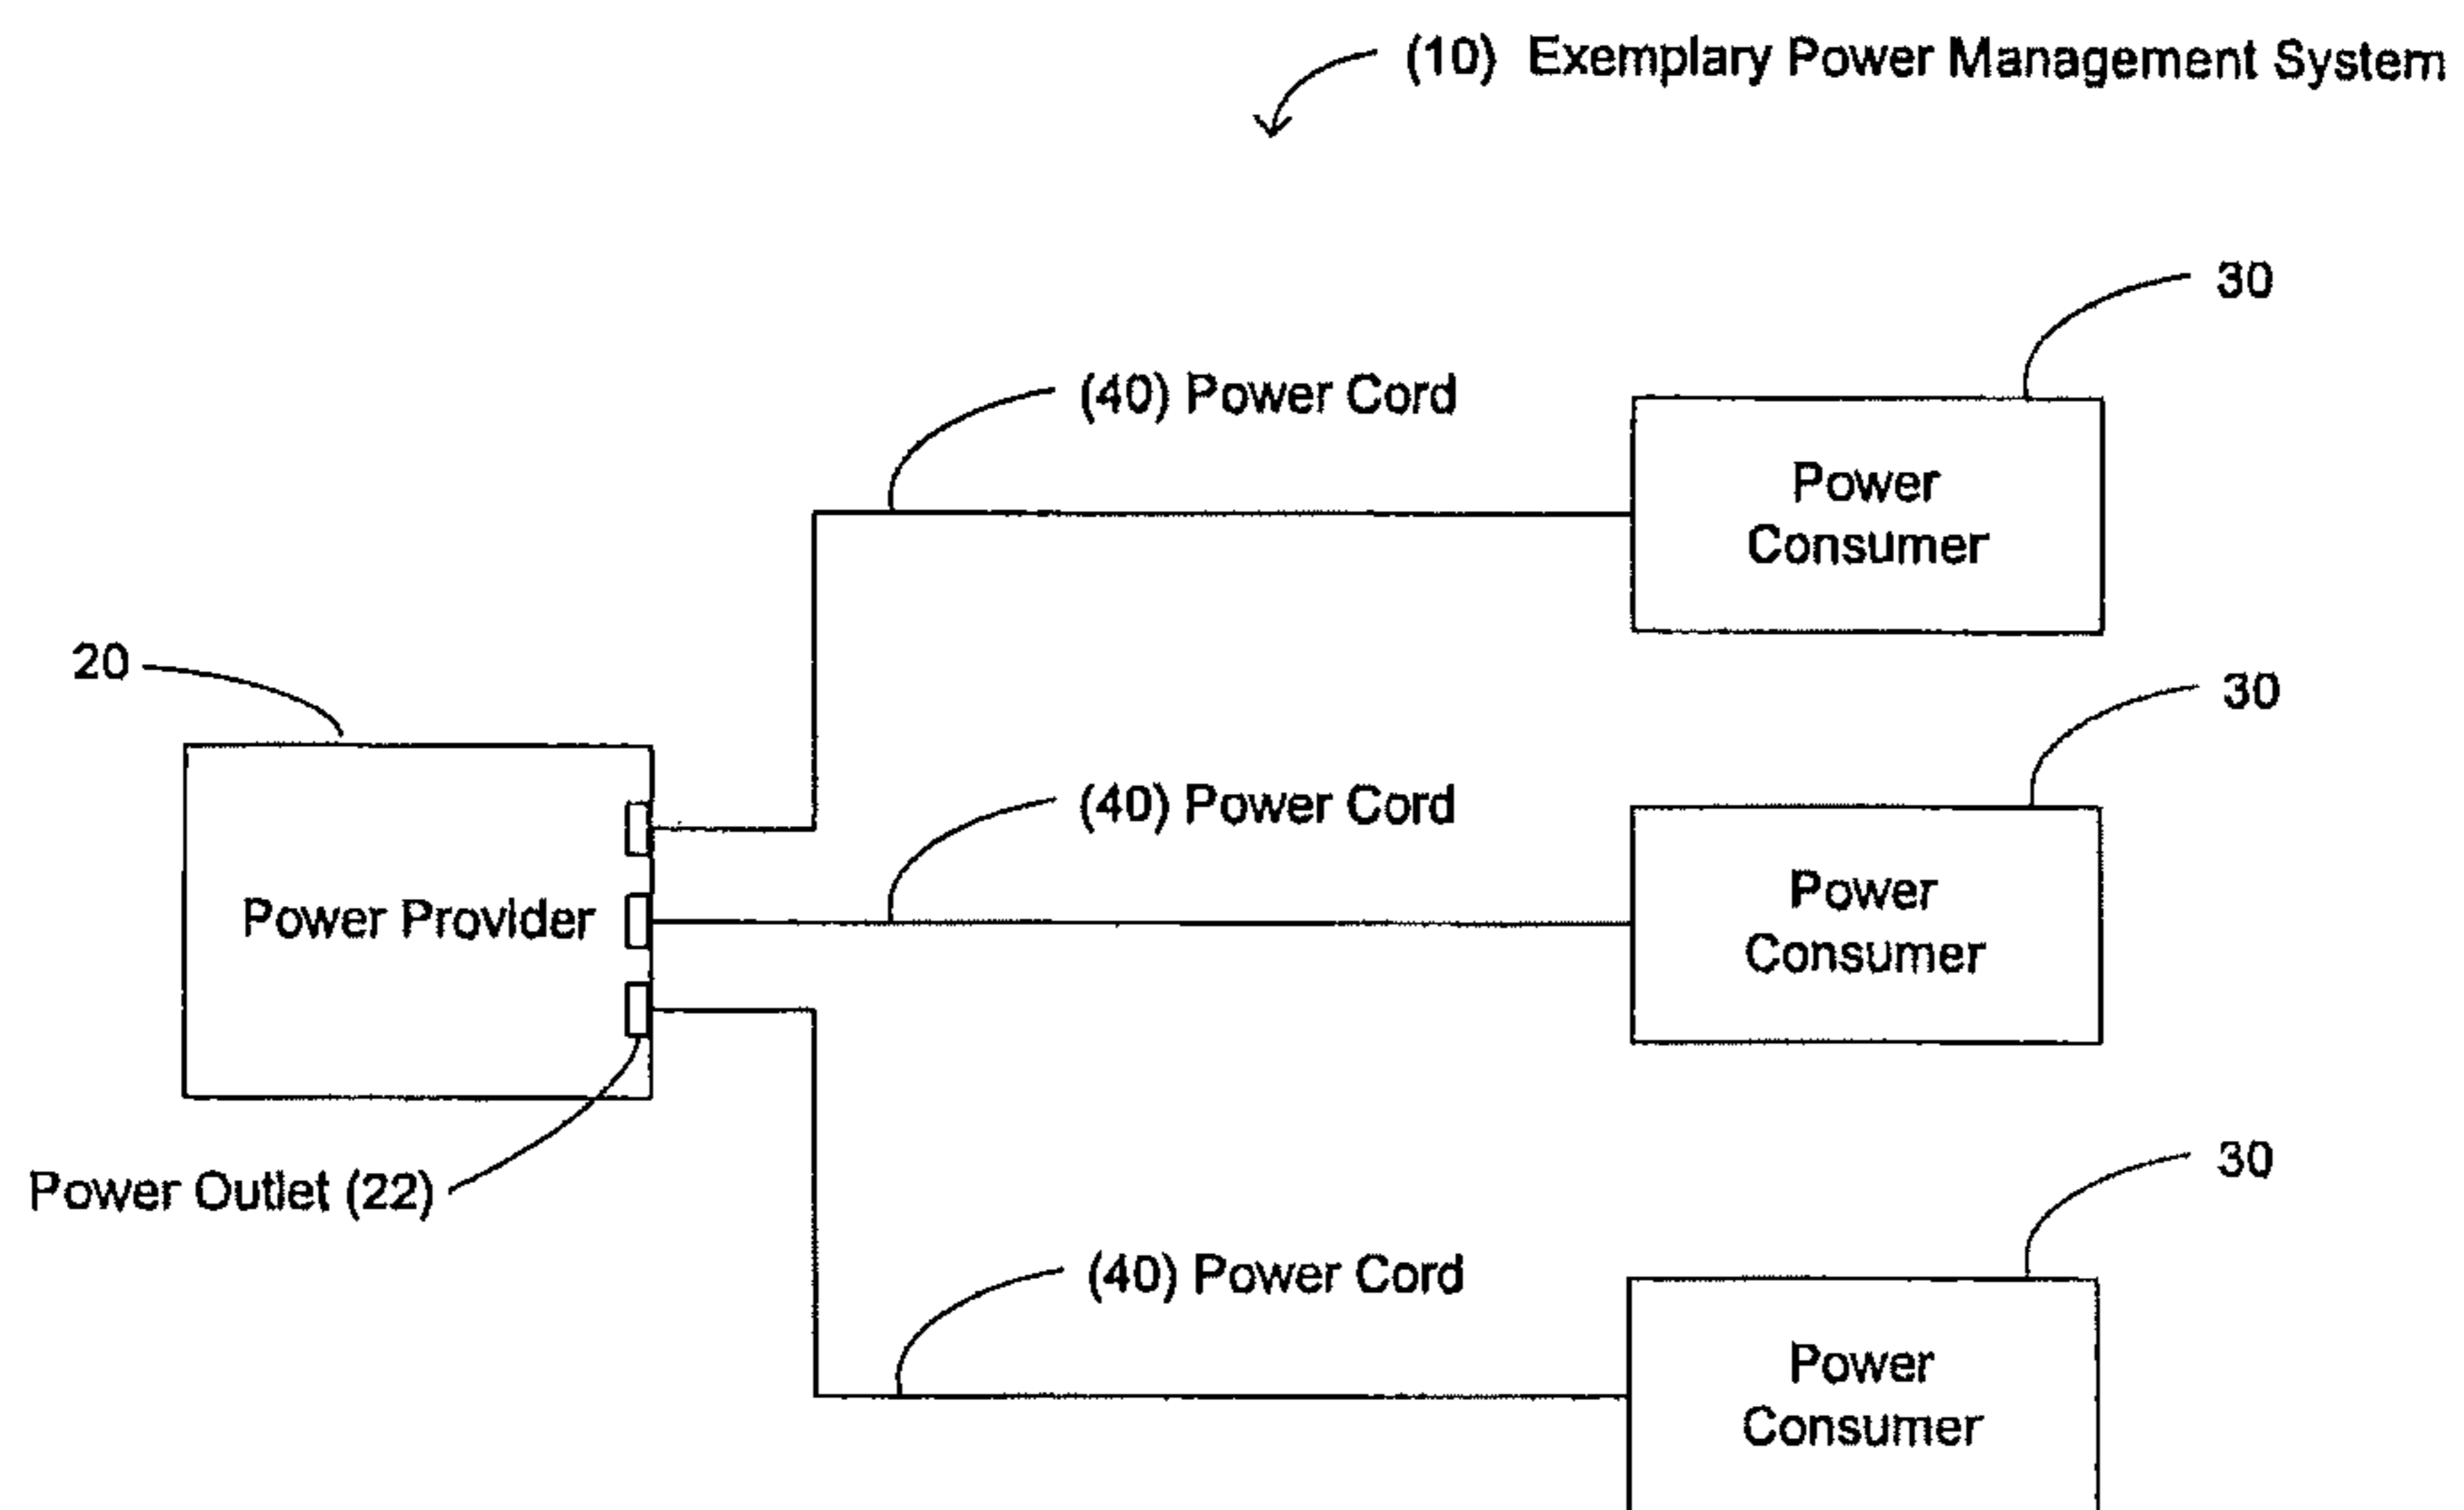 (10) Exemplary Power Management System
30
(40) Power Cord
Power
Consumer
20
30
(40) Power Cord
Power Provider
Power
Consumer
Power Outlet (22)
30
(40) Power Cord
Power
Consumer